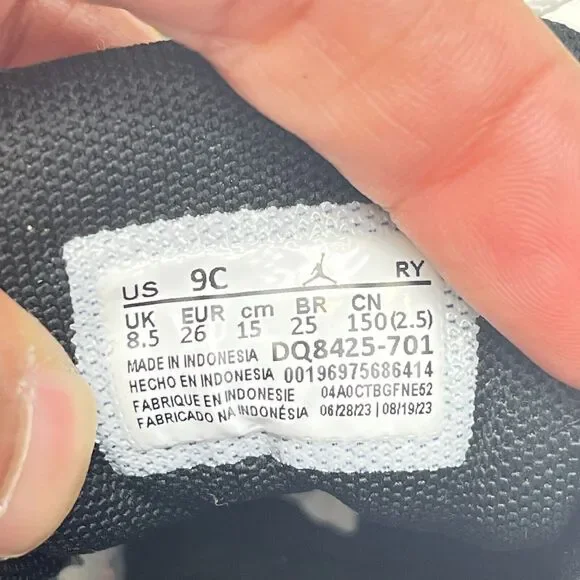 US 9C RY
UK EUR cm BR CN
8.5 26 15 25 150(2.5)
MADE IN INDONESIA DQ8425-701
HECHO EN INDONESIA 00196975686414
FABRIQUE EN INDONESIE 04A0CTBGFNE52
FABRICADO NA INDONÉSIA 06/28/23 | 08/19/23